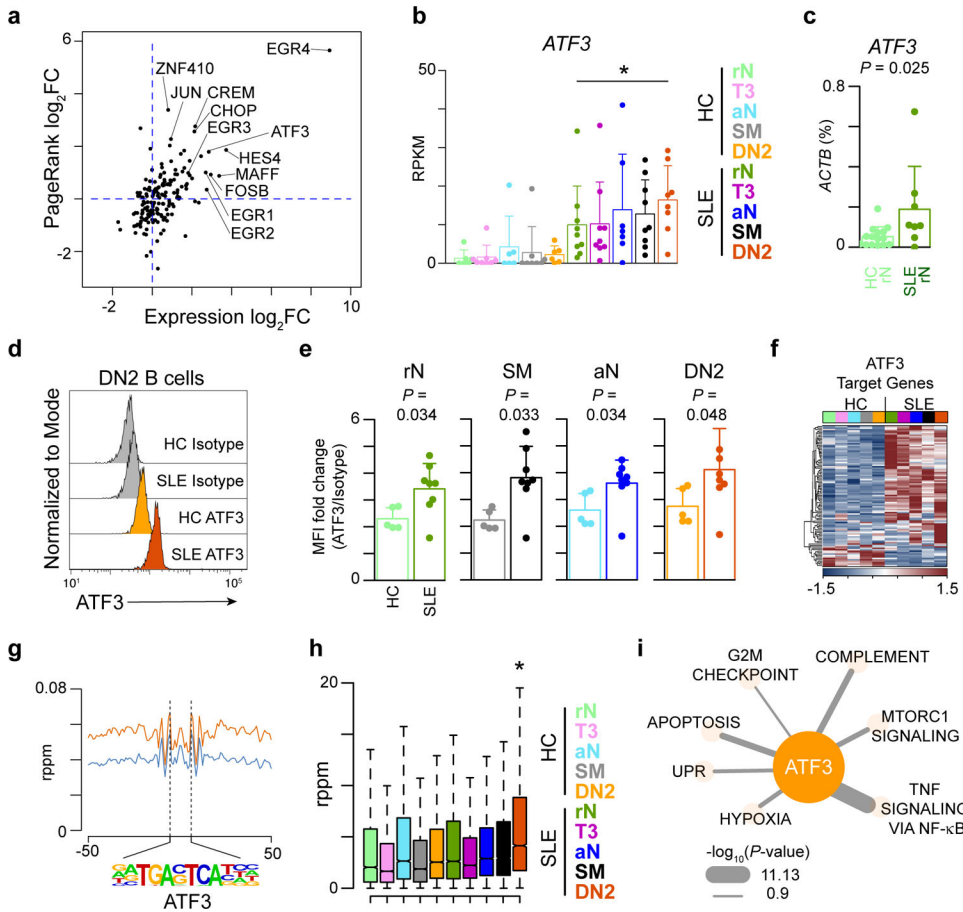 a
PageRank log2FC
6
-2
-2
10
Expression log2FC
EGR4
ZNF410
JUN
CREM
CHOP
EGR3
ATF3
HES4
MAFF
FOSB
EGR1
EGR2
b
ATF3
RPKM
50
0
*
HC
rN
T3
aN
SM
DN2
SLE
rN
T3
aN
SM
DN2
c
ATF3
P = 0.025
ACTB (%)
0.8
0
HC
rN
SLE
rN
d
DN2 B cells
Normalized to Mode
HC Isotype
SLE Isotype
HC ATF3
SLE ATF3
10¹
10⁵
ATF3
e
MFI fold change
(ATF3/Isotype)
6
0
rN
P =
0.034
SM
P =
0.033
aN
P =
0.034
DN2
P =
0.048
HC
SLE
f
ATF3
Target Genes
HC
SLE
-1.5
1.5
g
rppm
0.08
0
-50
50
GATGACTCA
ATF3
h
rppm
20
0
*
HC
rN
T3
aN
SM
DN2
SLE
rN
T3
aN
SM
DN2
i
G2M
CHECKPOINT
COMPLEMENT
APOPTOSIS
MTORC1
SIGNALING
ATF3
UPR
HYPOXIA
TNF
SIGNALING
VIA NF-κB
-log10(P-value)
11.13
0.9